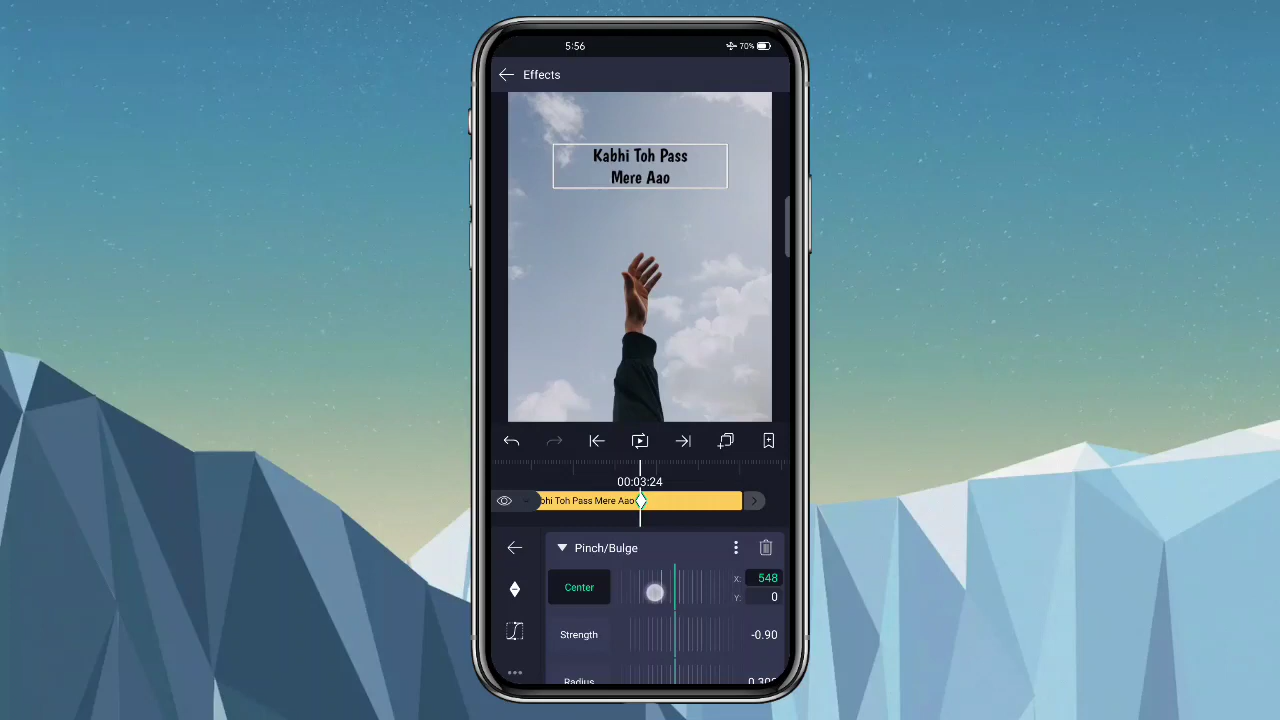 5:56
70%
Effects
Kabhi Toh Pass
Mere Aao
00:03:24
bhi Toh Pass Mere Aao
Pinch/Bulge
Center
X: 548
Y: 0
Strength
-0.90
Radius